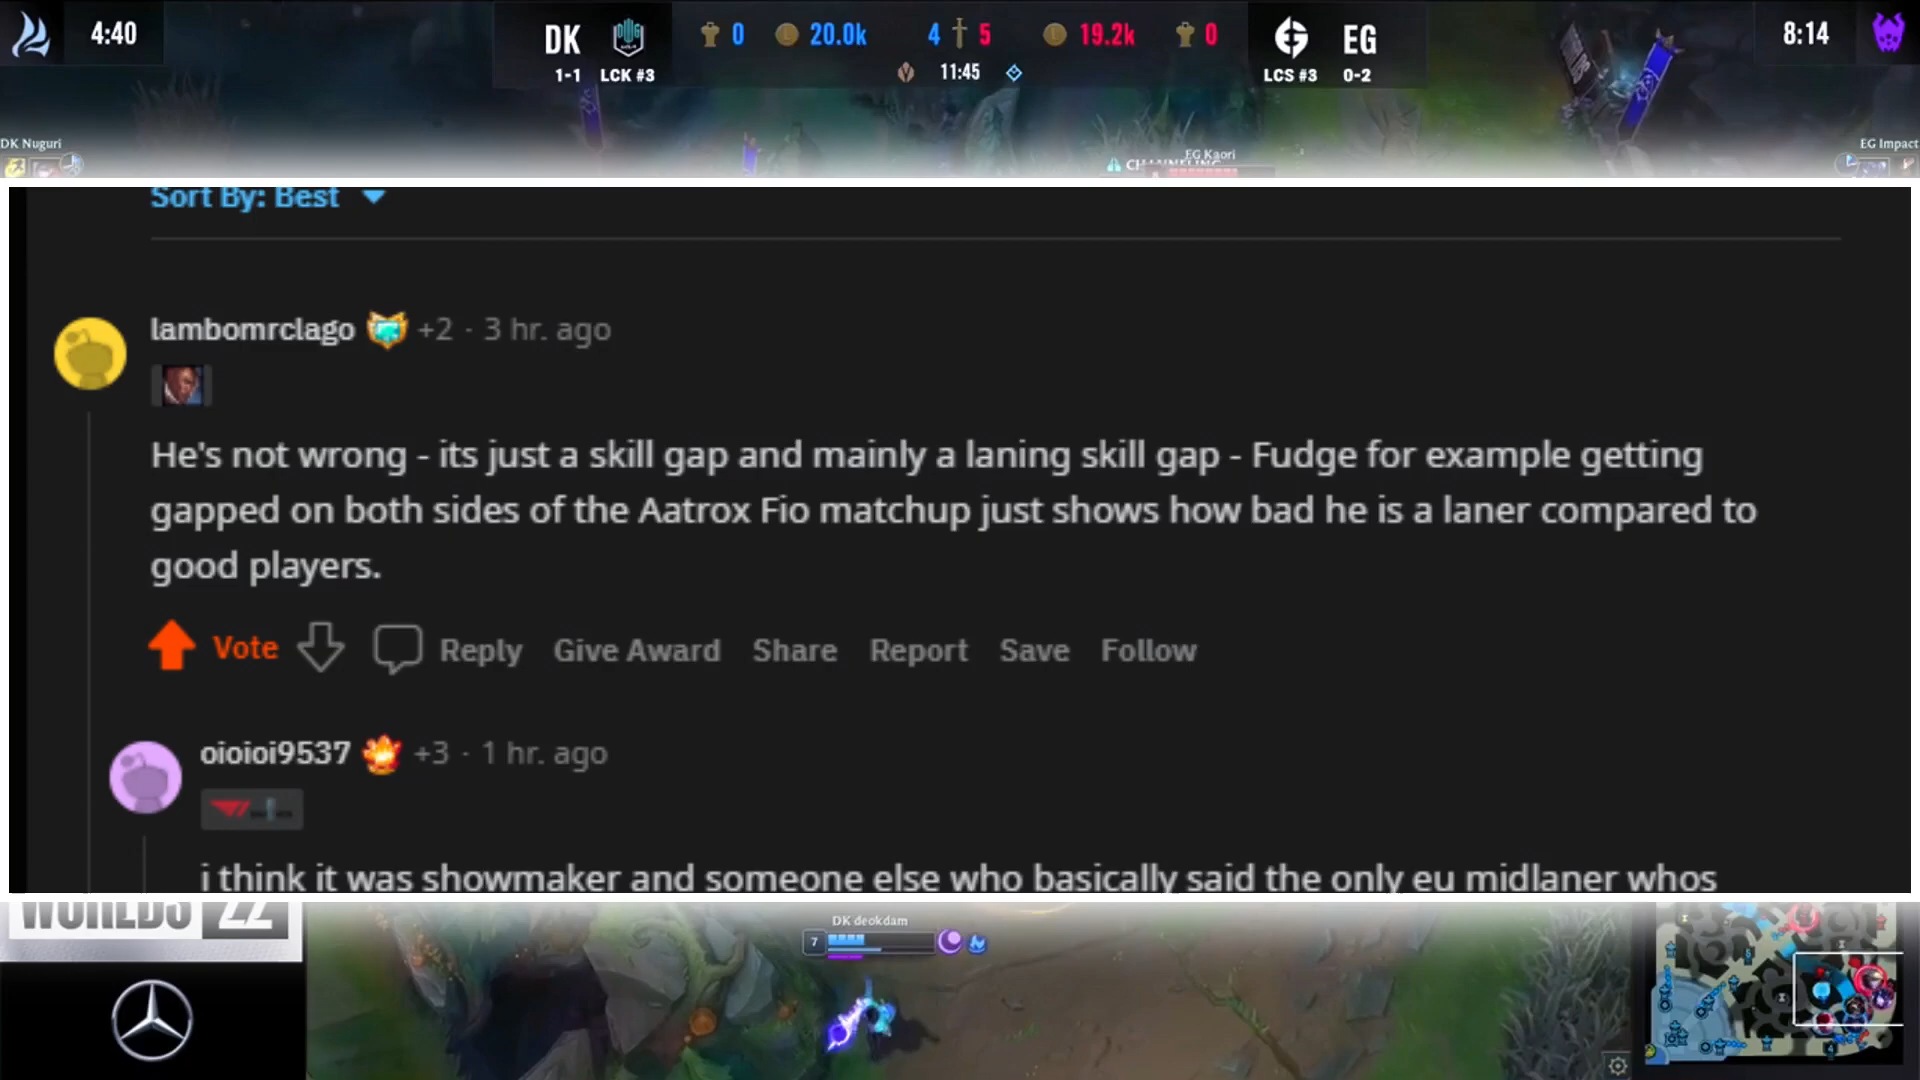 4:40
DK
1-1 LCK #3
0 20.0k 4 5 19.2k 0
11:45
EG
LCS #3 0-2
8:14
DK Nuguri
EG Kaori
CHANNELING
EG Impact
Sort By: Best
lambomrclago +2 · 3 hr. ago
He's not wrong - its just a skill gap and mainly a laning skill gap - Fudge for example getting
gapped on both sides of the Aatrox Fio matchup just shows how bad he is a laner compared to
good players.
Vote Reply Give Award Share Report Save Follow
oioioi9537 +3 · 1 hr. ago
i think it was showmaker and someone else who basically said the only eu midlaner whos
WORLDS 22
DK deokdam
7